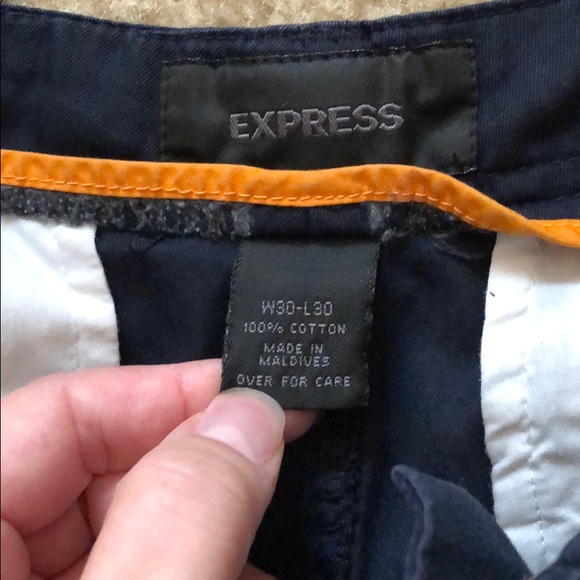 EXPRESS
W30-L30
100% COTTON
MADE IN
MALDIVES
OVER FOR CARE